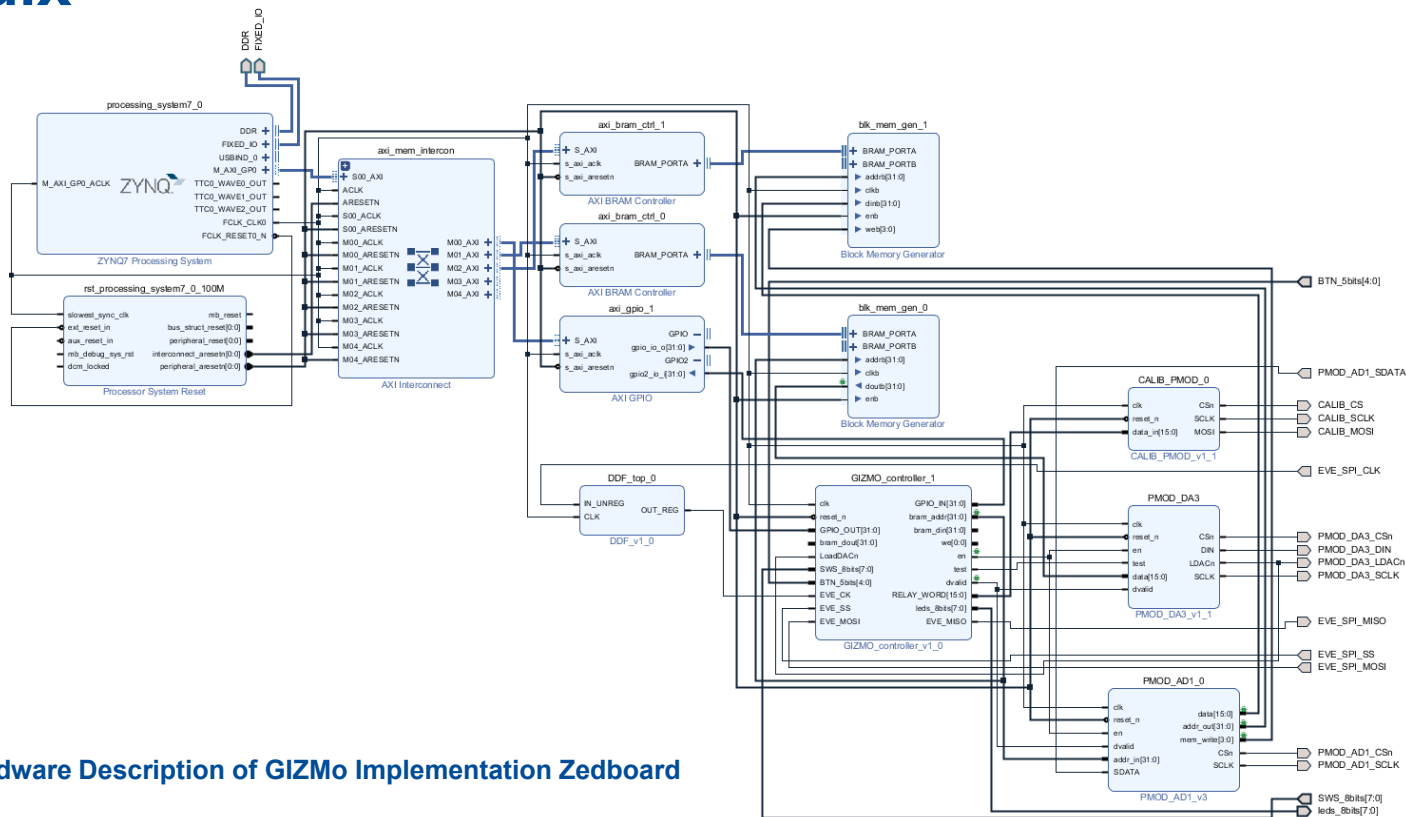 DDR
FIXED_IO
processing_system7_0
DDR
FIXED_IO
USBIND_0
M_AXI_GP0
M_AXI_GP0_ACLK
ZYNQ
TTC0_WAVE0_OUT
TTC0_WAVE1_OUT
TTC0_WAVE2_OUT
FCLK_CLK0
FCLK_RESET0_N
ZYNQ7 Processing System
rst_processing_system7_0_100M
slowest_sync_clk
ext_reset_in
aux_reset_in
mb_debug_sys_rst
dcm_locked
mb_reset
bus_struct_reset[0:0]
peripheral_reset[0:0]
interconnect_aresetn[0:0]
peripheral_aresetn[0:0]
Processor System Reset
axi_mem_intercon
S00_AXI
ACLK
ARESETN
S00_ACLK
S00_ARESETN
M00_ACLK
M00_ARESETN
M01_ACLK
M01_ARESETN
M02_ACLK
M02_ARESETN
M03_ACLK
M03_ARESETN
M04_ACLK
M04_ARESETN
M00_AXI
M01_AXI
M02_AXI
M03_AXI
M04_AXI
AXI Interconnect
axi_bram_ctrl_1
S_AXI
s_axi_aclk
s_axi_aresetn
BRAM_PORTA
AXI BRAM Controller
axi_bram_ctrl_0
S_AXI
s_axi_aclk
s_axi_aresetn
BRAM_PORTA
AXI BRAM Controller
axi_gpio_1
S_AXI
s_axi_aclk
s_axi_aresetn
GPIO
gpio_io_o[31:0]
GPIO2
gpio2_io_i[31:0]
AXI GPIO
blk_mem_gen_1
BRAM_PORTA
BRAM_PORTB
addrb[31:0]
clkb
dinb[31:0]
enb
web[3:0]
Block Memory Generator
blk_mem_gen_0
BRAM_PORTA
BRAM_PORTB
addrb[31:0]
clkb
doutb[31:0]
enb
Block Memory Generator
DDF_top_0
IN_UNREG
CLK
OUT_REG
DDF_v1_0
GIZMO_controller_1
clk
reset_n
GPIO_OUT[31:0]
bram_dout[31:0]
LoadDACn
SWS_8bits[7:0]
BTN_5bits[4:0]
EVE_CK
EVE_SS
EVE_MOSI
GPIO_IN[31:0]
bram_addr[31:0]
bram_din[31:0]
we[0:0]
en
test
dvalid
RELAY_WORD[15:0]
leds_8bits[7:0]
EVE_MISO
GIZMO_controller_v1_0
CALIB_PMOD_0
clk
reset_n
data_in[15:0]
CSn
SCLK
MOSI
CALIB_PMOD_v1_1
PMOD_DA3
clk
reset_n
en
test
data[15:0]
dvalid
CSn
DIN
LDACn
SCLK
PMOD_DA3_v1_1
PMOD_AD1_0
clk
reset_n
en
dvalid
addr_in[31:0]
SDATA
data[15:0]
addr_out[31:0]
mem_write[3:0]
CSn
SCLK
PMOD_AD1_v3
BTN_5bits[4:0]
PMOD_AD1_SDATA
CALIB_CS
CALIB_SCLK
CALIB_MOSI
EVE_SPI_CLK
PMOD_DA3_CSn
PMOD_DA3_DIN
PMOD_DA3_LDACn
PMOD_DA3_SCLK
EVE_SPI_MISO
EVE_SPI_SS
EVE_SPI_MOSI
PMOD_AD1_CSn
PMOD_AD1_SCLK
SWS_8bits[7:0]
leds_8bits[7:0]
dware Description of GIZMo Implementation Zedboard